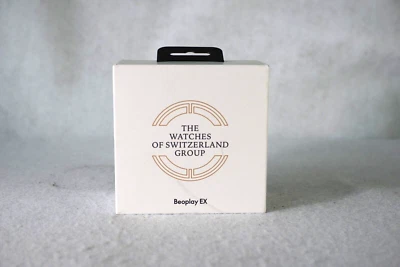 THE
WATCHES
OF SWITZERLAND
GROUP
Beoplay EX